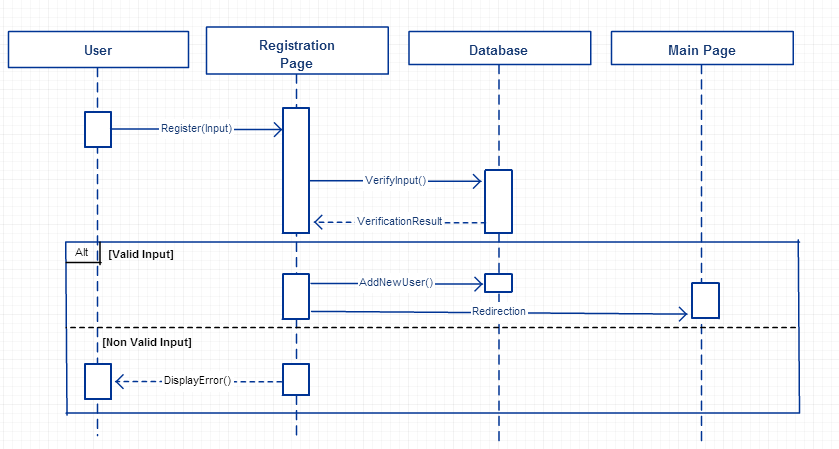 User
Registration
Page
Database
Main Page
Register(Input)
VerifyInput()
VerificationResult
Alt
[Valid Input]
AddNewUser()
Redirection
[Non Valid Input]
DisplayError()